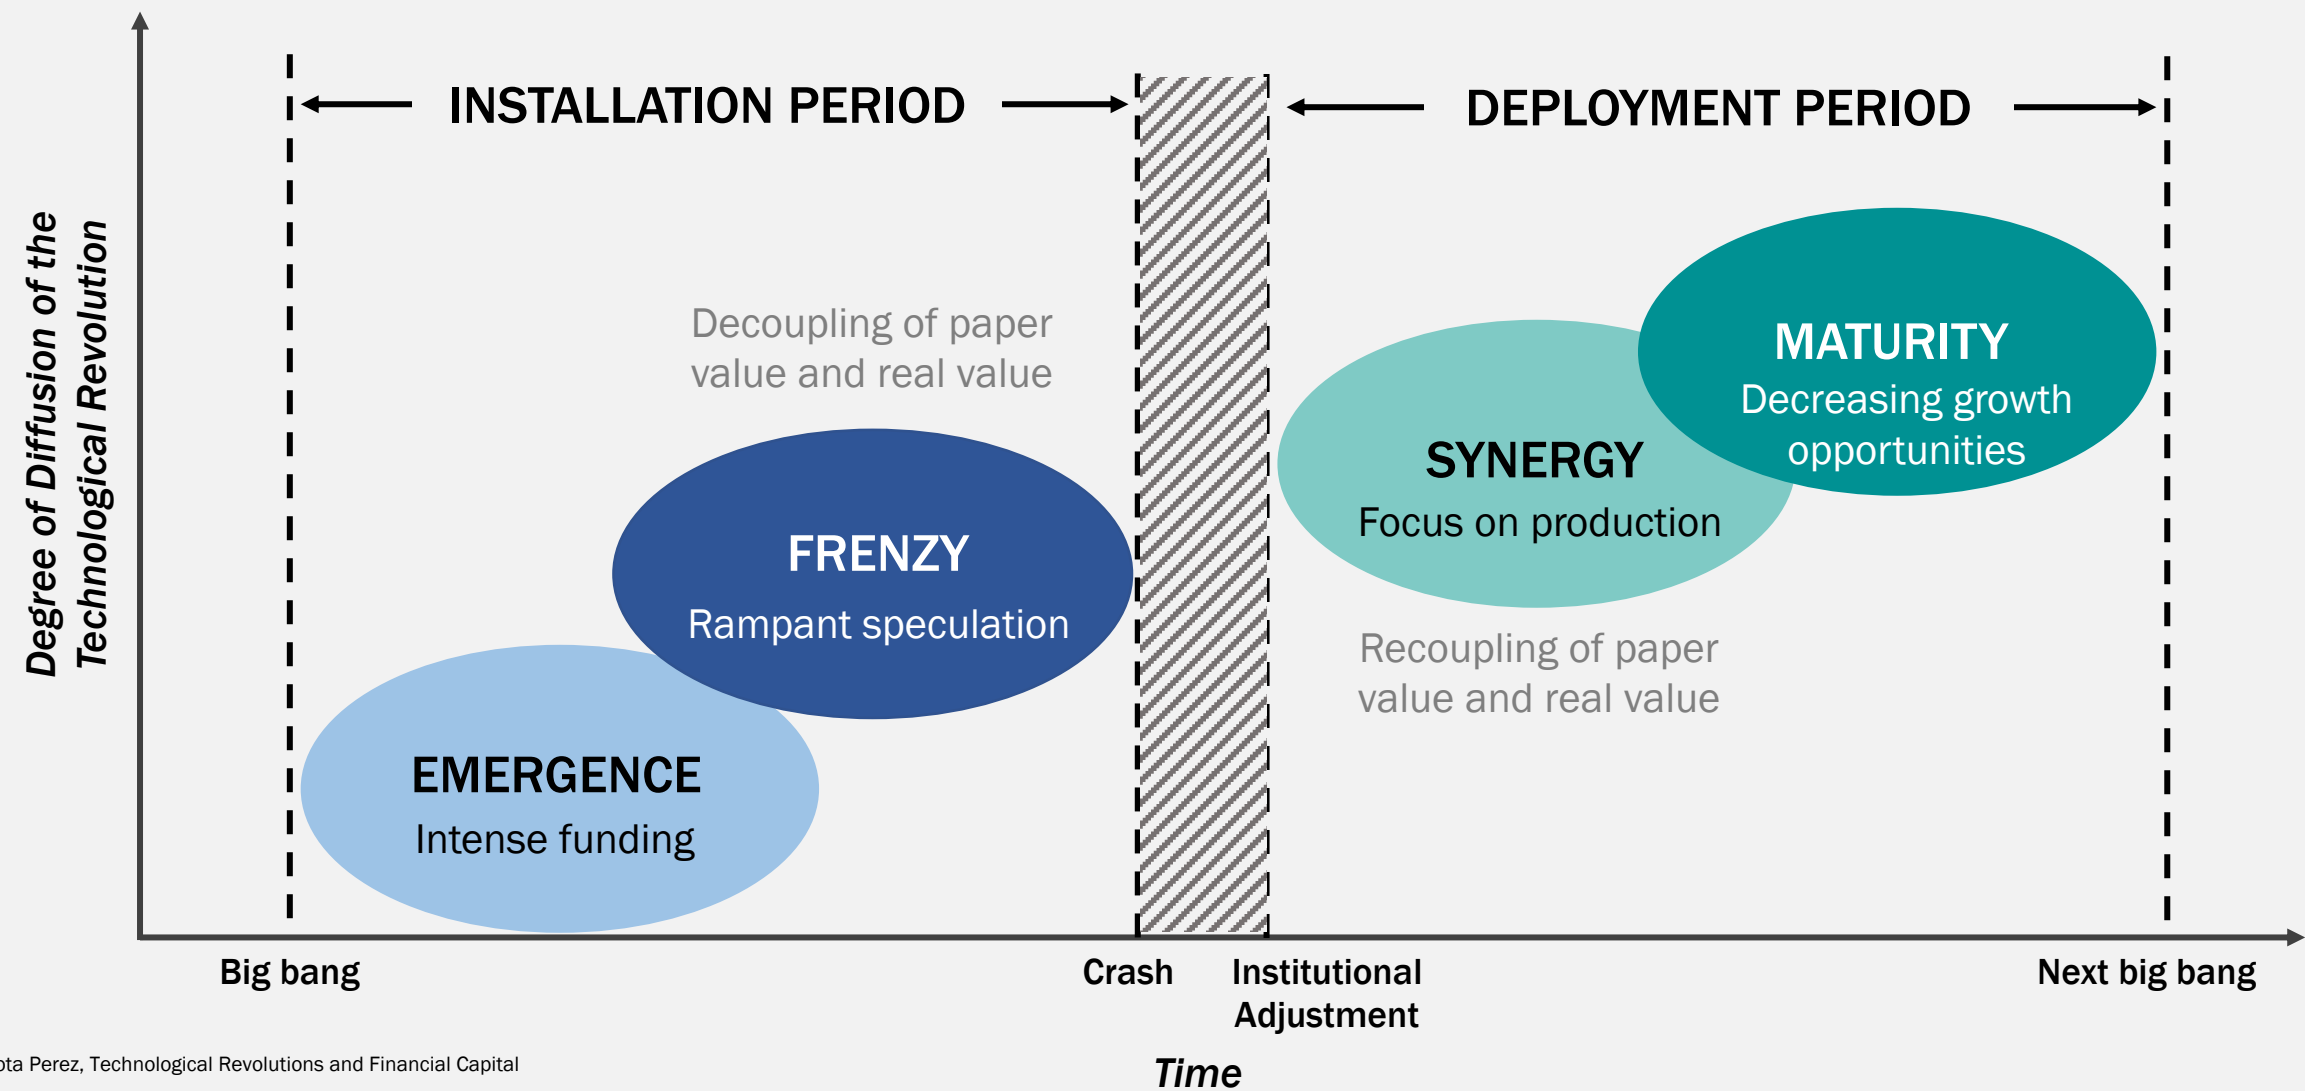 INSTALLATION PERIOD
DEPLOYMENT PERIOD
Degree of Diffusion of the
Technological Revolution
Decoupling of paper
value and real value
FRENZY
Rampant speculation
EMERGENCE
Intense funding
MATURITY
Decreasing growth
opportunities
SYNERGY
Focus on production
Recoupling of paper
value and real value
Big bang
Crash
Institutional
Adjustment
Next big bang
Time
Perez, Technological Revolutions and Financial Capital